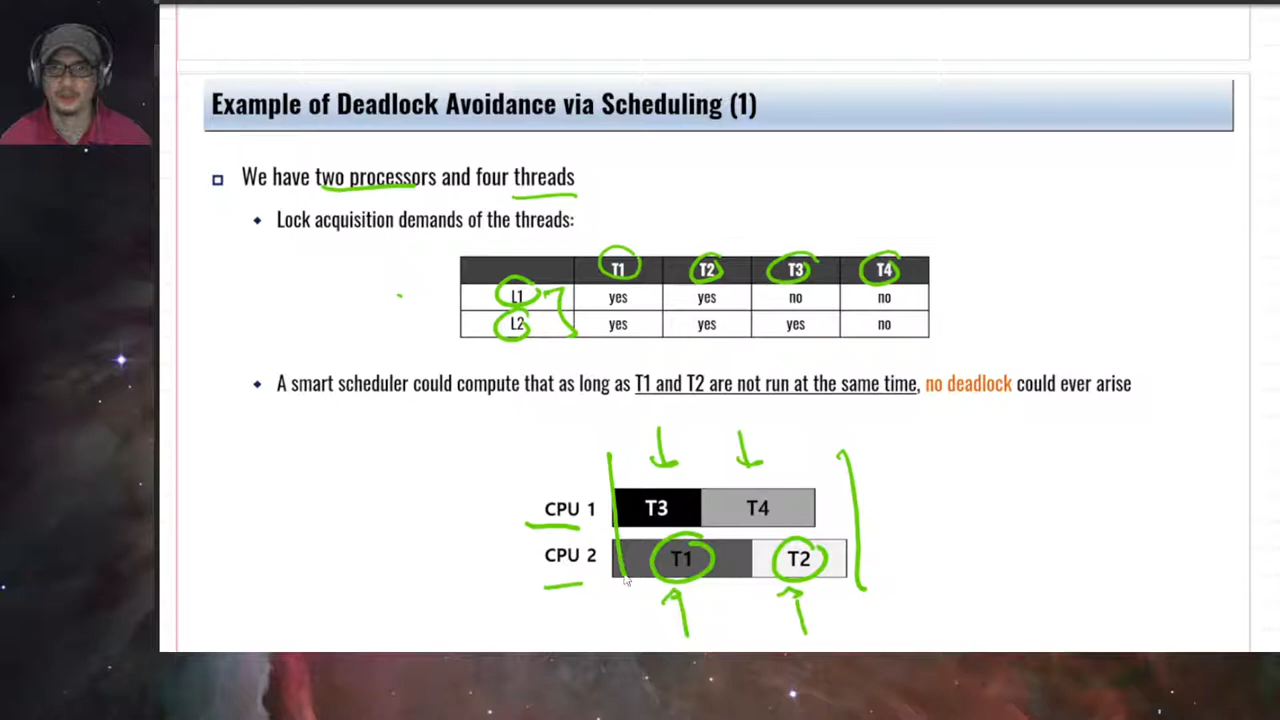 Example of Deadlock Avoidance via Scheduling (1)
We have two processors and four threads
Lock acquisition demands of the threads:
T1 T2 T3 T4
L1 yes yes no no
L2 yes yes yes no
A smart scheduler could compute that as long as T1 and T2 are not run at the same time, no deadlock could ever arise
CPU 1 T3 T4
CPU 2 T1 T2